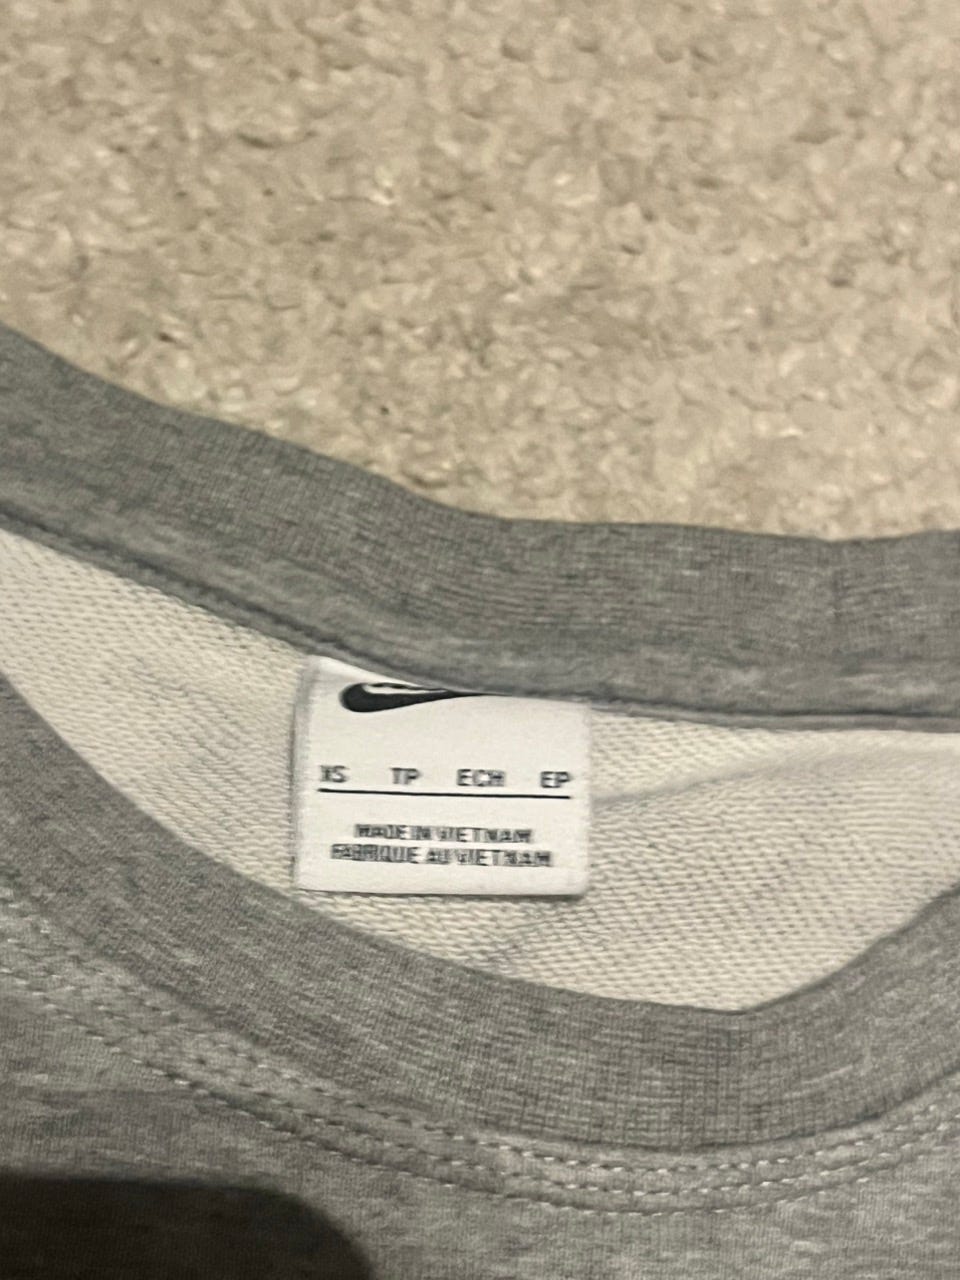 XS TP ECH EP
MADE IN VIETNAM
FABRIQUE AU VIETNAM